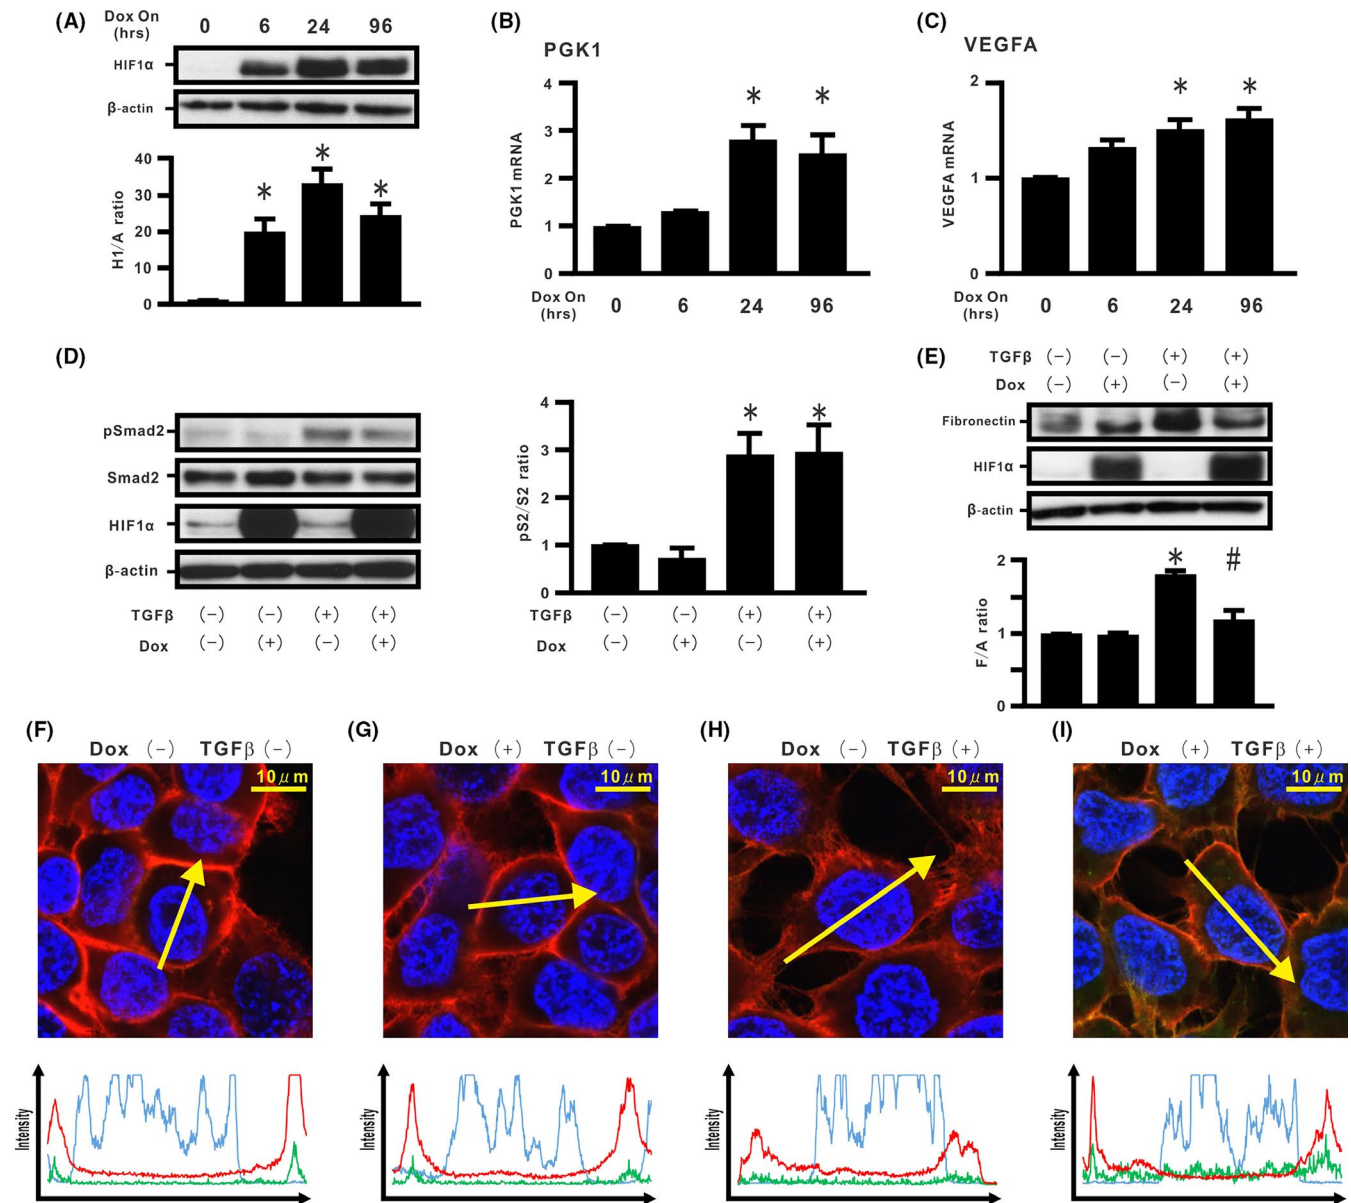 (A) Dox On (hrs) 0 6 24 96
HIF1α
β-actin
40
30
20
10
0
H1/A ratio
* * *
(B)
PGK1
4
3
2
1
0
PGK1 mRNA
* *
Dox On (hrs) 0 6 24 96
(C)
VEGFA
2
1
0
VEGFA mRNA
* *
Dox On (hrs) 0 6 24 96
(D)
pSmad2
Smad2
HIF1α
β-actin
TGFβ (−) (−) (+) (+)
Dox (−) (+) (−) (+)
4
3
2
1
0
pS2/S2 ratio
* *
TGFβ (−) (−) (+) (+)
Dox (−) (+) (−) (+)
(E)
TGFβ (−) (−) (+) (+)
Dox (−) (+) (−) (+)
Fibronectin
HIF1α
β-actin
2
1
0
F/A ratio
* #
(F) Dox (−) TGFβ (−)
10μm
Intensity
(G) Dox (+) TGFβ (−)
10μm
Intensity
(H) Dox (−) TGFβ (+)
10μm
Intensity
(I) Dox (+) TGFβ (+)
10μm
Intensity